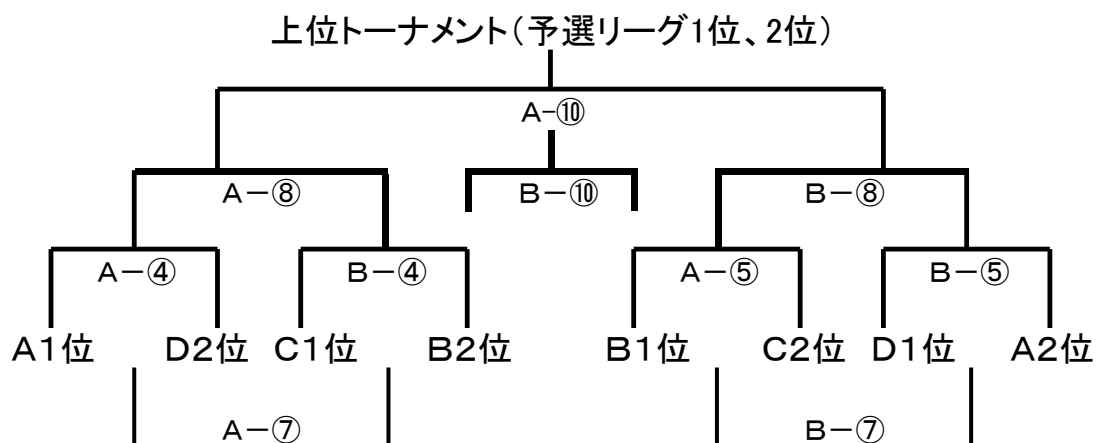 上位トーナメント(予選リーグ1位、2位)
A-⑩
A－⑧ B－⑩ B－⑧
A－④ B－④ A－⑤ B－⑤
A1位 D2位 C1位 B2位 B1位 C2位 D1位 A2位
A－⑦ B－⑦